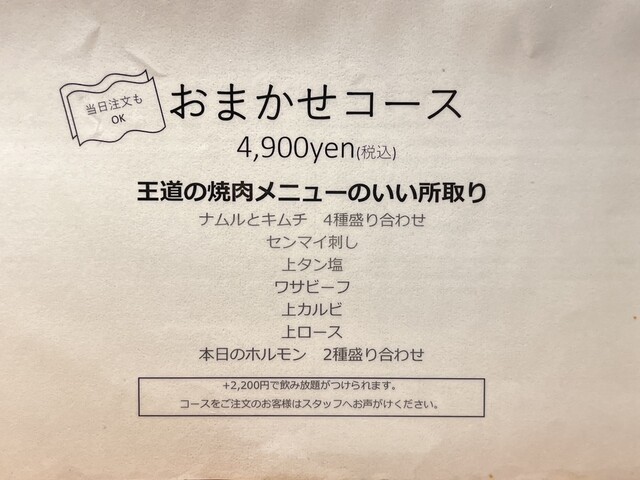 当日注文も
OK
おまかせコース
4,900yen(税込)
王道の焼肉メニューのいい所取り
ナムルとキムチ　4種盛り合わせ
センマイ刺し
上タン塩
ワサビーフ
上カルビ
上ロース
本日のホルモン　2種盛り合わせ
+2,200円で飲み放題がつけられます。
コースをご注文のお客様はスタッフへお声がけください。